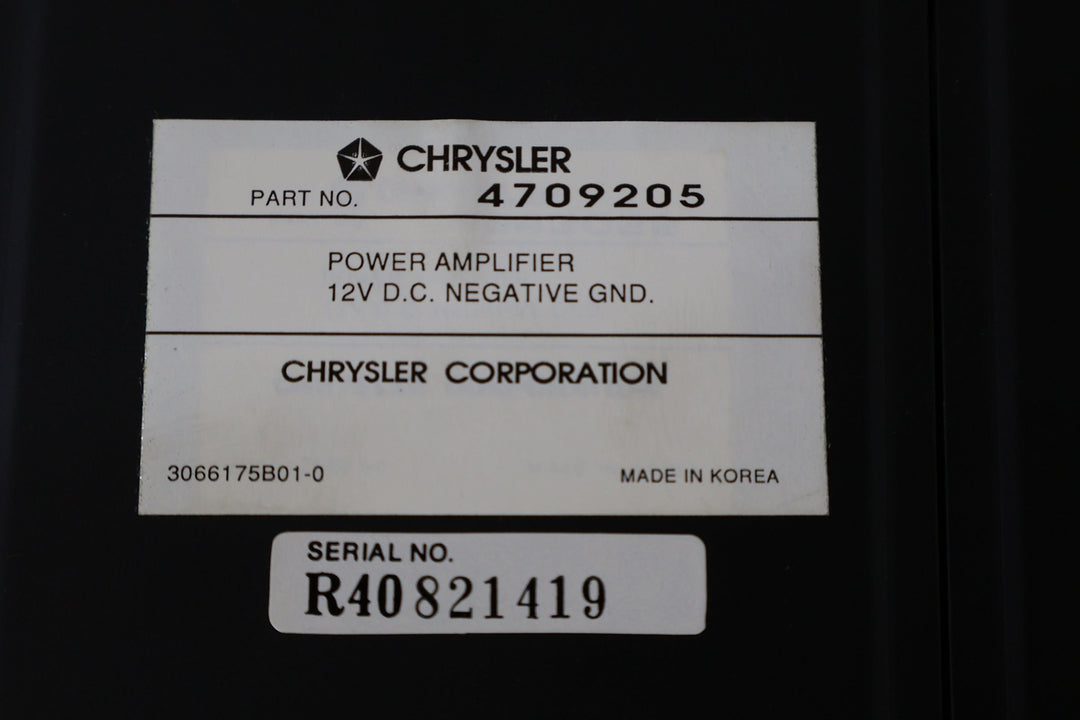 CHRYSLER
PART NO. 4709205
POWER AMPLIFIER
12V D.C. NEGATIVE GND.
CHRYSLER CORPORATION
3066175B01-0 MADE IN KOREA
SERIAL NO.
R40821419